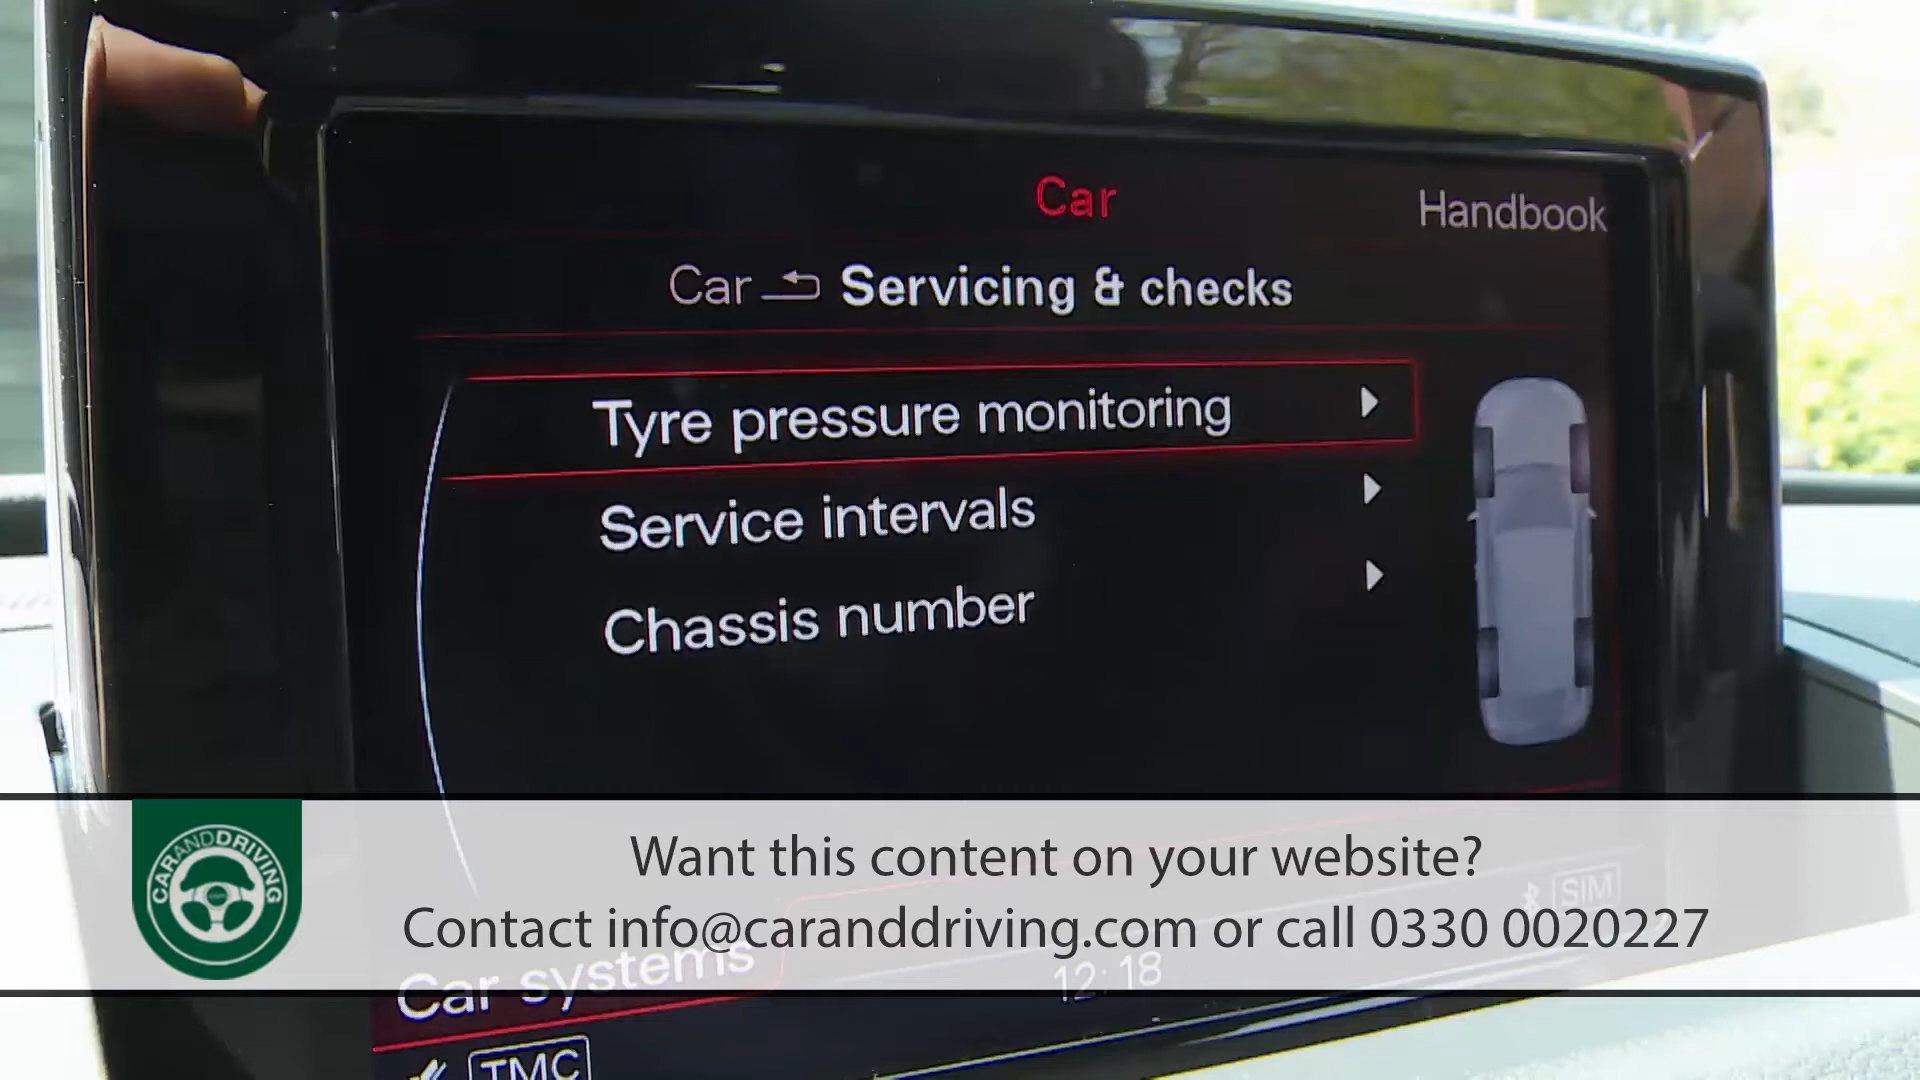 Car
Handbook
Car Servicing & checks
Tyre pressure monitoring
Service intervals
Chassis number
CARANDDRIVING
Want this content on your website?
SIM
Contact info@caranddriving.com or call 0330 0020227
Car systems
12:18
TMC